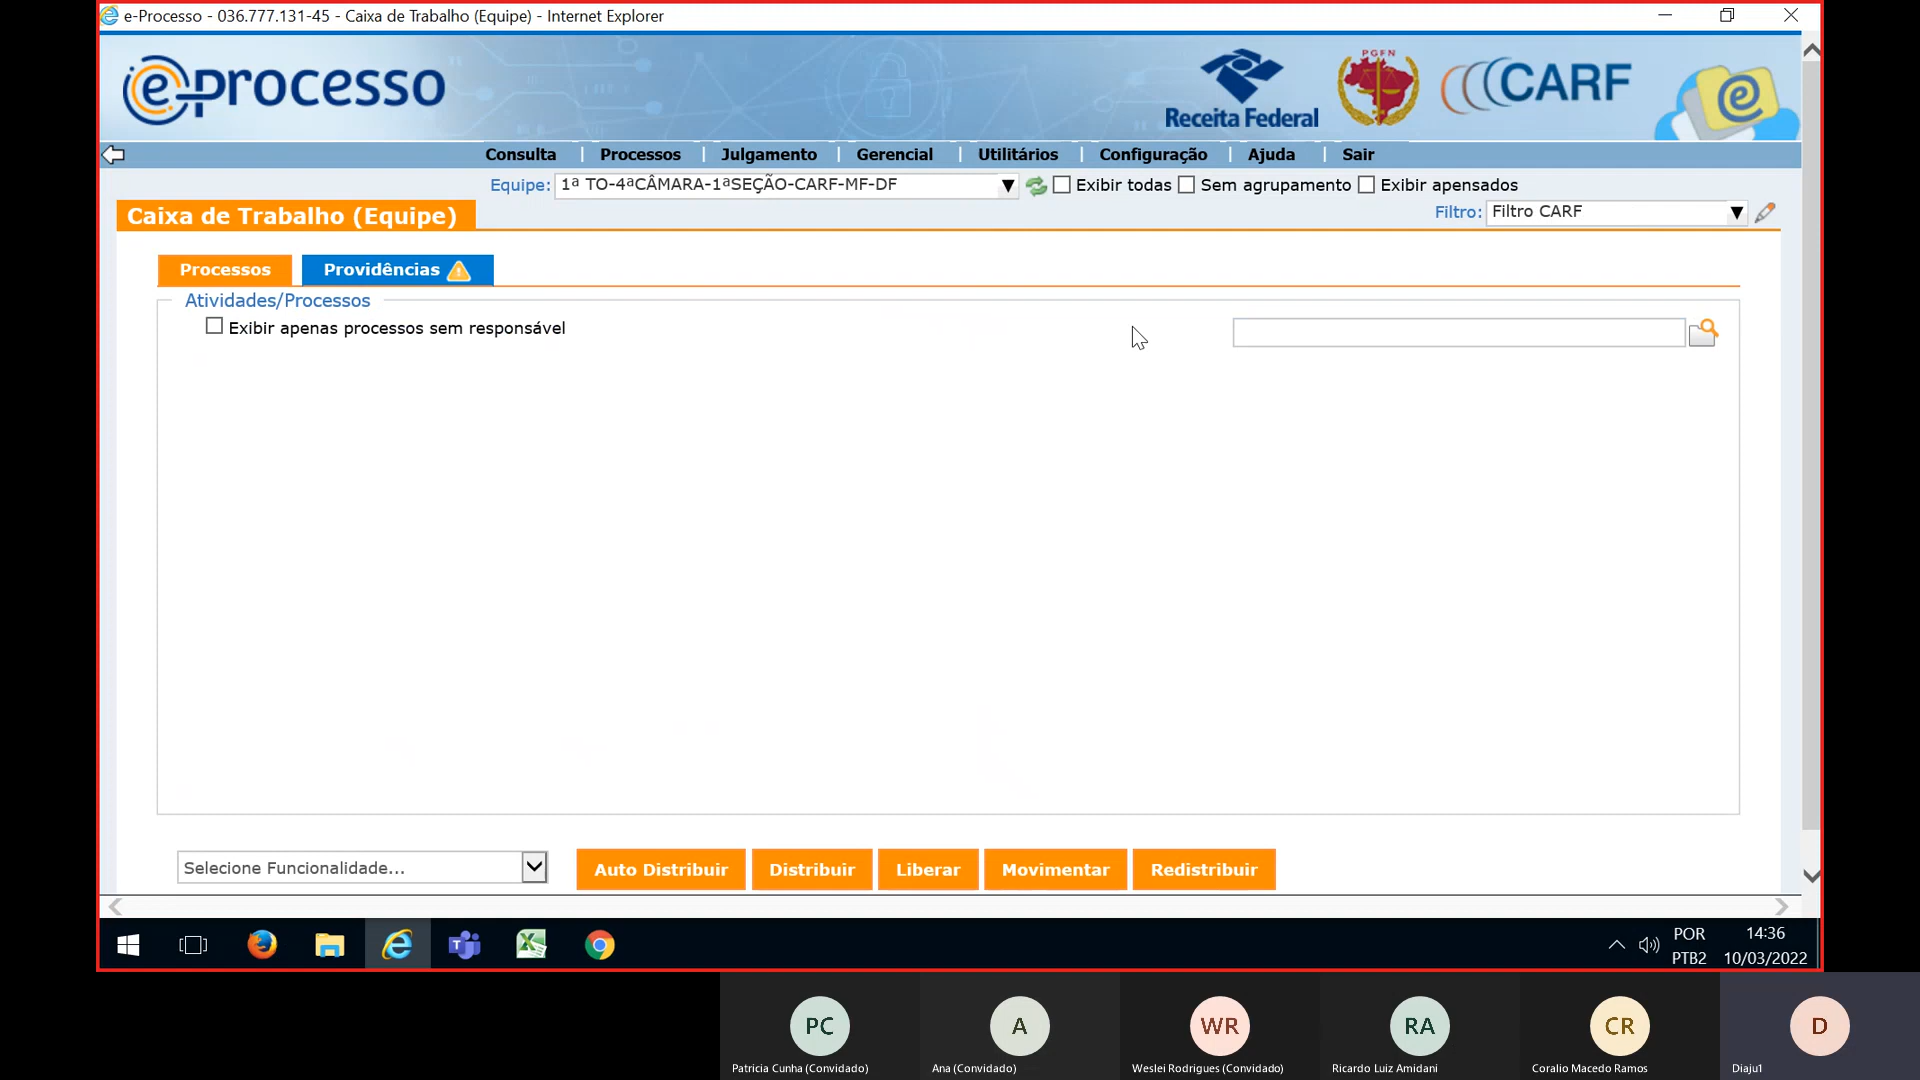 e-Processo - 036.777.131-45 - Caixa de Trabalho (Equipe) - Internet Explorer
e-processo
Receita Federal
PGFN
CARF
Consulta | Processos | Julgamento | Gerencial | Utilitários | Configuração | Ajuda | Sair
Equipe: 1ª TO-4ªCÂMARA-1ªSEÇÃO-CARF-MF-DF Exibir todas Sem agrupamento Exibir apensados
Filtro: Filtro CARF
Caixa de Trabalho (Equipe)
Processos Providências
Atividades/Processos
Exibir apenas processos sem responsável
Selecione Funcionalidade... Auto Distribuir Distribuir Liberar Movimentar Redistribuir
POR 14:36
PTB2 10/03/2022
PC A WR RA CR D
Patricia Cunha (Convidado) Ana (Convidado) Weslei Rodrigues (Convidado) Ricardo Luiz Amidani Coralio Macedo Ramos Diaju1